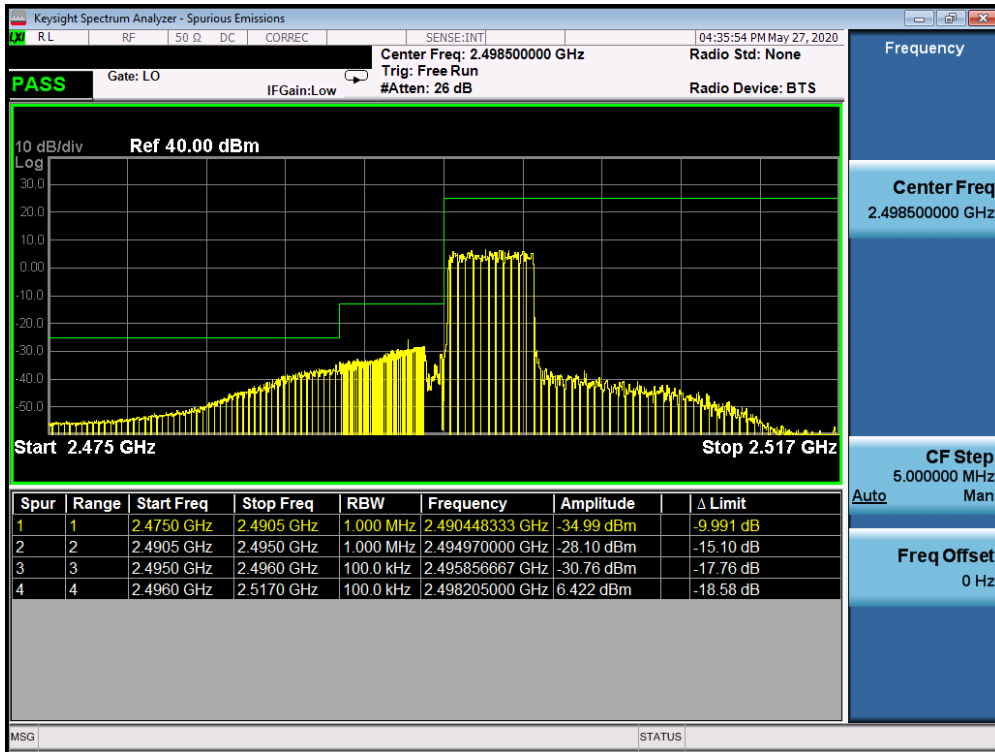 Keysight Spectrum Analyzer - Spurious Emissions
LXI RL RF 50 Ω DC CORREC SENSE:INT 04:35:54 PM May 27, 2020
Center Freq: 2.498500000 GHz Radio Std: None
PASS Gate: LO Trig: Free Run
IFGain:Low #Atten: 26 dB Radio Device: BTS
10 dB/div Ref 40.00 dBm
Log
30.0
20.0
10.0
0.00
-10.0
-20.0
-30.0
-40.0
-50.0
Start 2.475 GHz Stop 2.517 GHz
Spur Range Start Freq Stop Freq RBW Frequency Amplitude Δ Limit
1 1 2.4750 GHz 2.4905 GHz 1.000 MHz 2.490448333 GHz -34.99 dBm -9.991 dB
2 2 2.4905 GHz 2.4950 GHz 1.000 MHz 2.494970000 GHz -28.10 dBm -15.10 dB
3 3 2.4950 GHz 2.4960 GHz 100.0 kHz 2.495856667 GHz -30.76 dBm -17.76 dB
4 4 2.4960 GHz 2.5170 GHz 100.0 kHz 2.498205000 GHz 6.422 dBm -18.58 dB
MSG STATUS
Frequency
Center Freq
2.498500000 GHz
CF Step
5.000000 MHz
Auto Man
Freq Offset
0 Hz